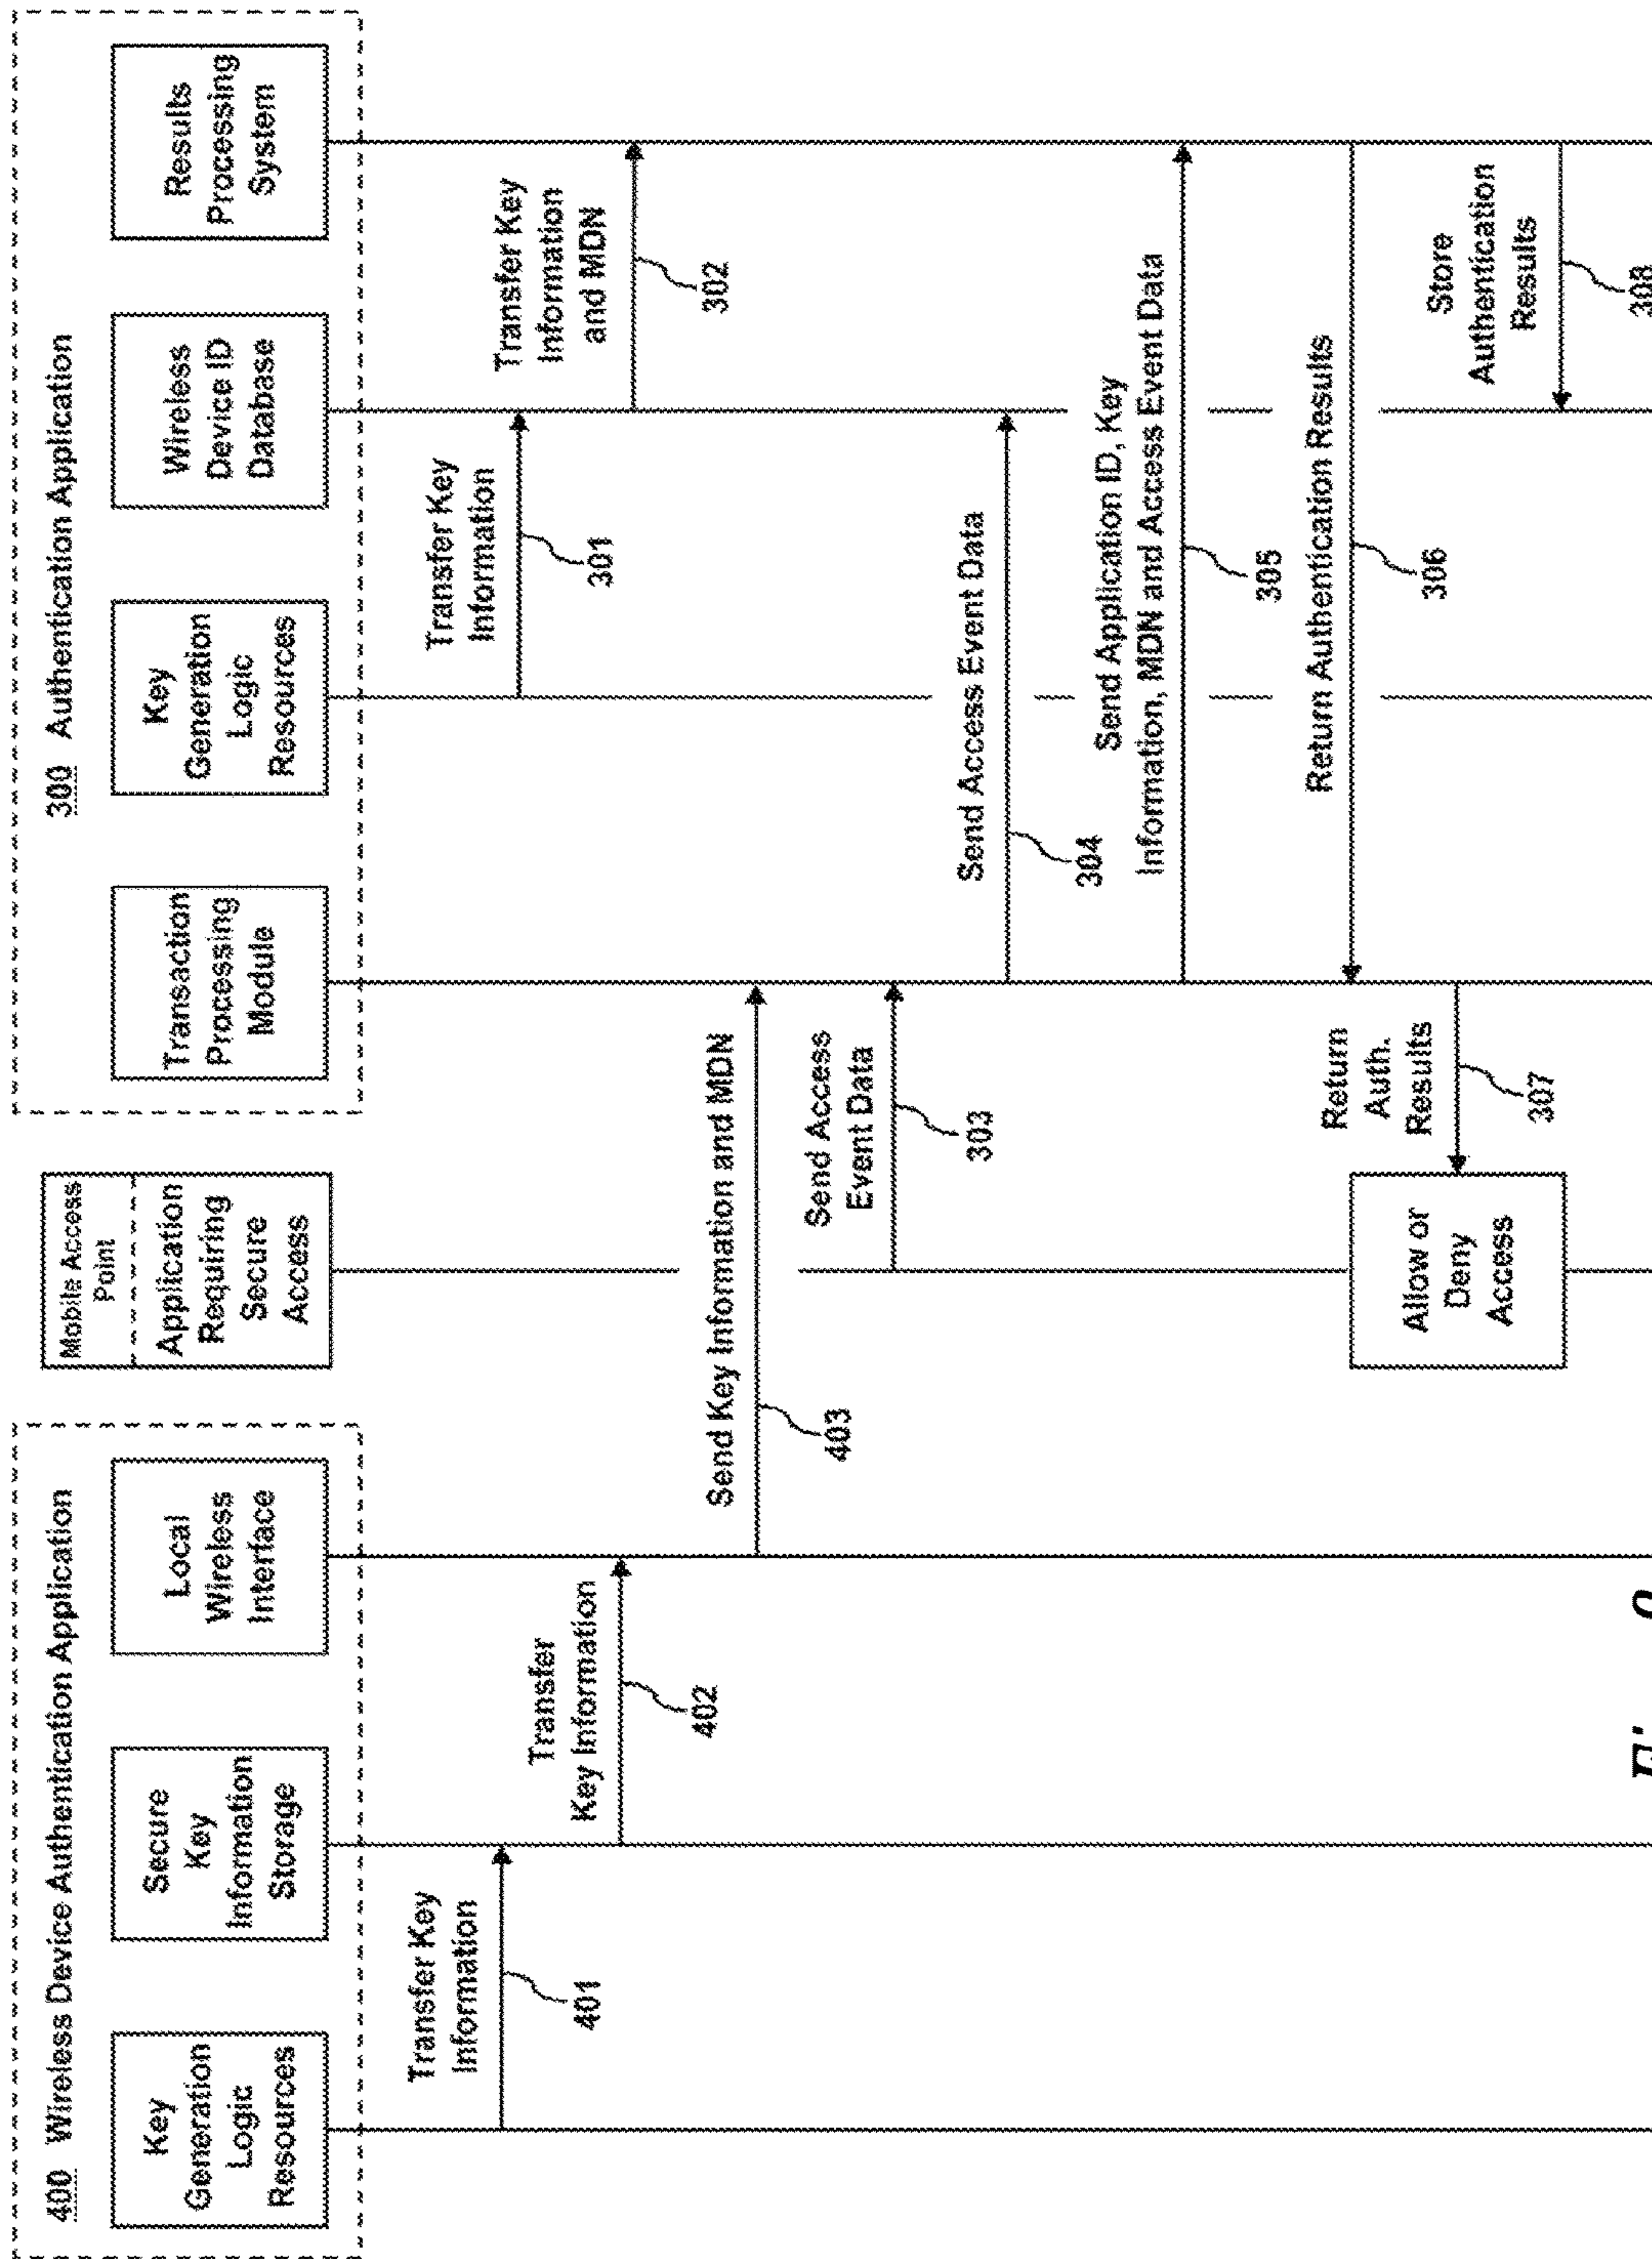 400 Wireless Device Authentication Application
Key
Generation
Logic
Resources
Secure
Key
Information
Storage
Local
Wireless
Interface
Mobile Access
Point
Application
Requiring
Secure
Access
300 Authentication Application
Transaction
Processing
Module
Key
Generation
Logic
Resources
Wireless
Device ID
Database
Results
Processing
System
Transfer Key
Information
401
Transfer Key
Information
301
Transfer Key
Information
and MDN
302
Transfer
Key Information
402
Send Key Information and MDN
403
Send Access
Event Data
303
Send Access Event Data
304
Send Application ID, Key
Information, MDN and Access Event Data
305
Return Authentication Results
306
Return
Auth.
Results
307
Allow or
Deny
Access
Store
Authentication
Results
308